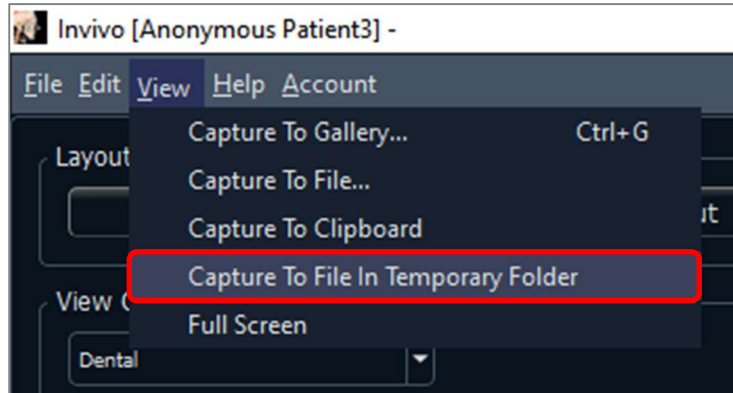 Invivo [Anonymous Patient3] -
File Edit View Help Account
Capture To Gallery... Ctrl+G
Layout
Capture To File...
Capture To Clipboard
Capture To File In Temporary Folder
View
Full Screen
Dental